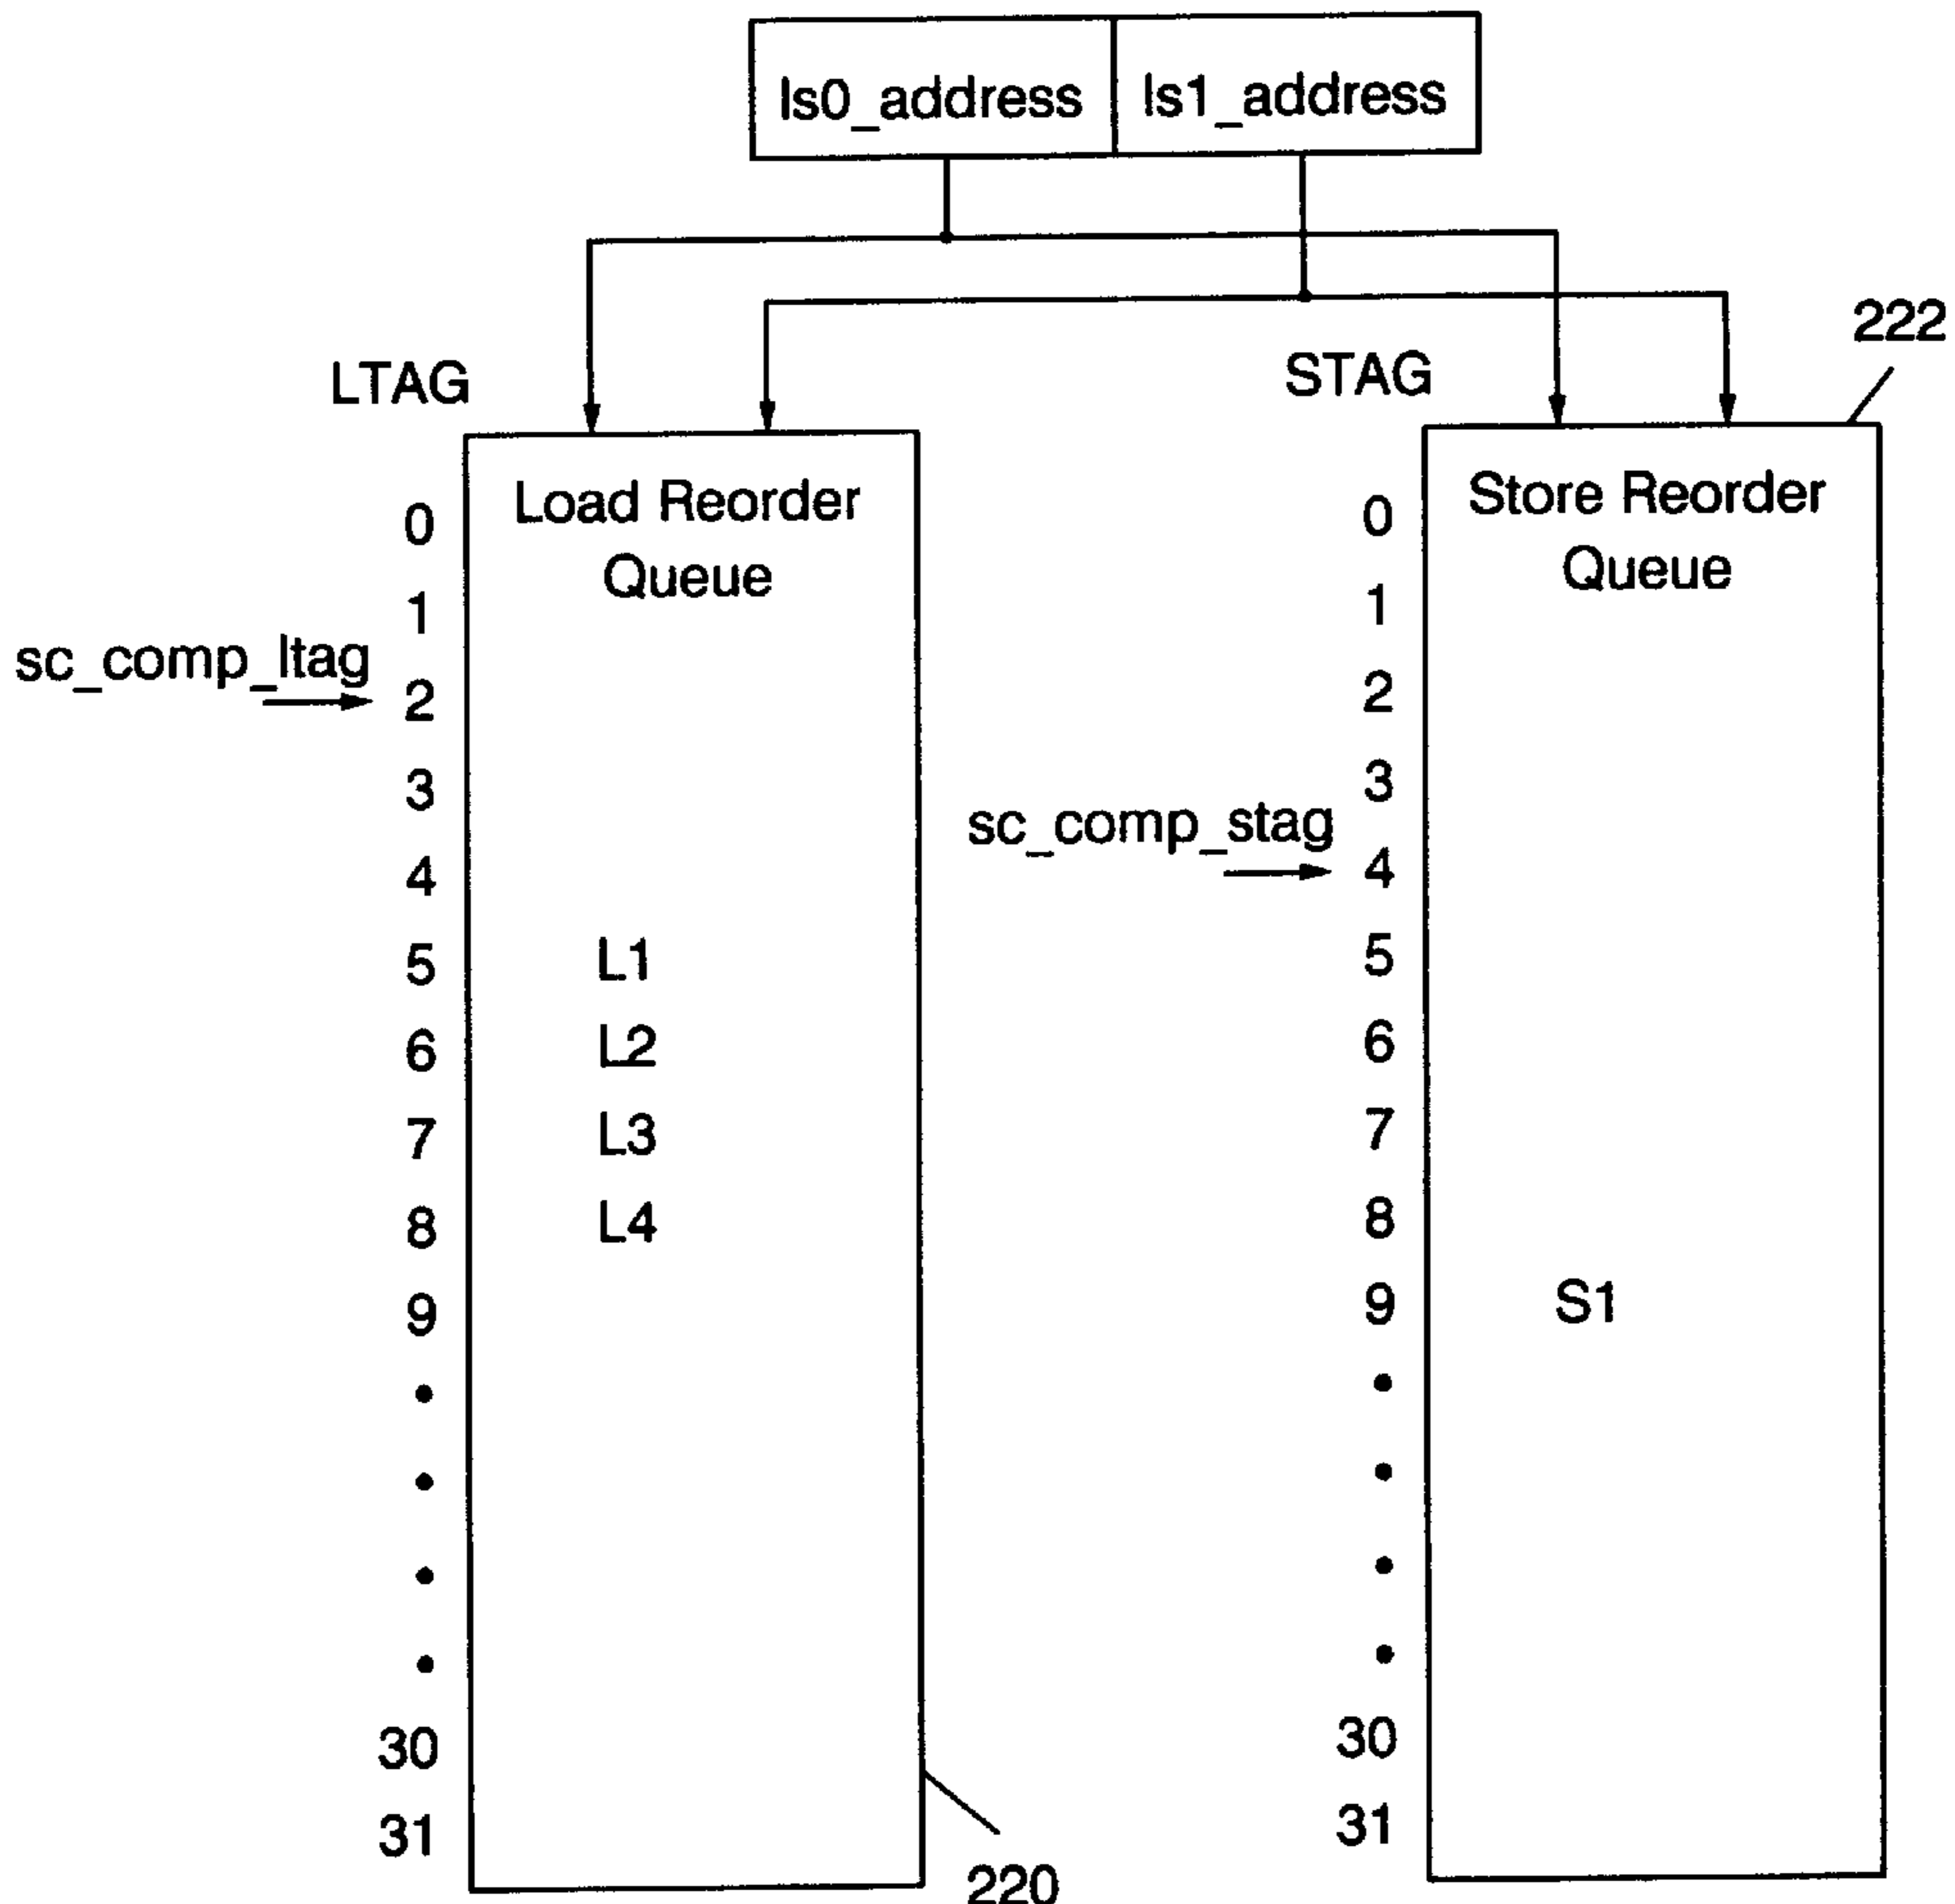 ls0_address ls1_address
222
LTAG
STAG
Load Reorder
Queue
0
1
sc_comp_ltag
2
3
4
5 L1
6 L2
7 L3
8 L4
9
30
31
220
Store Reorder
Queue
0
1
2
3
sc_comp_stag
4
5
6
7
8
9 S1
30
31